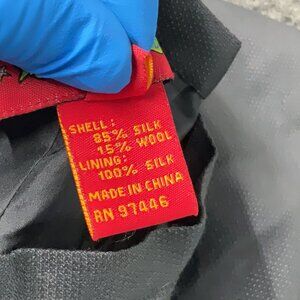 SHELL:
85% SILK
15% WOOL
LINING:
100% SILK
MADE IN CHINA
RN 97446